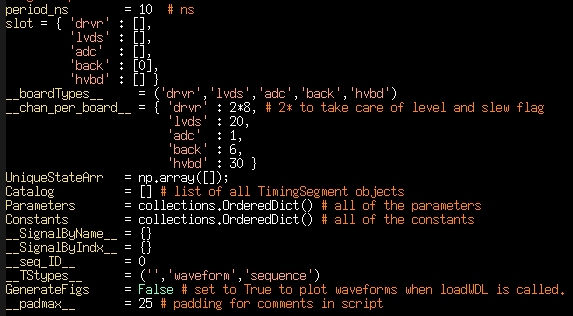 period_ns       = 10  # ns
slot = { 'drvr' : [],
         'lvds' : [],
         'adc'  : [],
         'back' : [0],
         'hvbd' : [] }
__boardTypes__     = ('drvr','lvds','adc','back','hvbd')
__chan_per_board__ = { 'drvr' : 2*8, # 2* to take care of level and slew flag
                       'lvds' : 20,
                       'adc'  : 1,
                       'back' : 6,
                       'hvbd' : 30 }
UniqueStateArr  = np.array([]);
Catalog         = [] # list of all TimingSegment objects
Parameters      = collections.OrderedDict() # all of the parameters
Constants       = collections.OrderedDict() # all of the constants
__SignalByName__ = {}
__SignalByIndx__ = {}
__seq_ID__      = 0
__TStypes__     = ('','waveform','sequence')
GenerateFigs    = False # set to True to plot waveforms when loadWDL is called.
__padmax__      = 25 # padding for comments in script